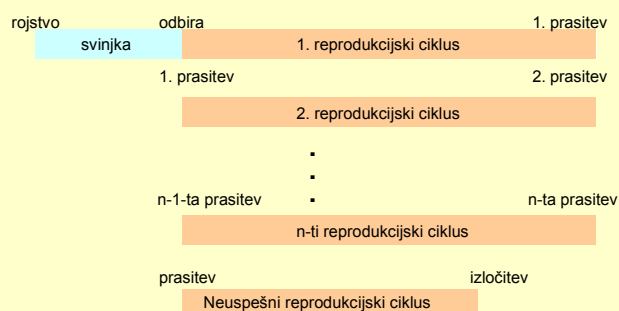 rojstvo odbira 1. prasitev
svinjka 1. reprodukcijski ciklus
1. prasitev 2. prasitev
2. reprodukcijski ciklus
n-1-ta prasitev n-ta prasitev
n-ti reprodukcijski ciklus
prasitev izločitev
Neuspešni reprodukcijski ciklus